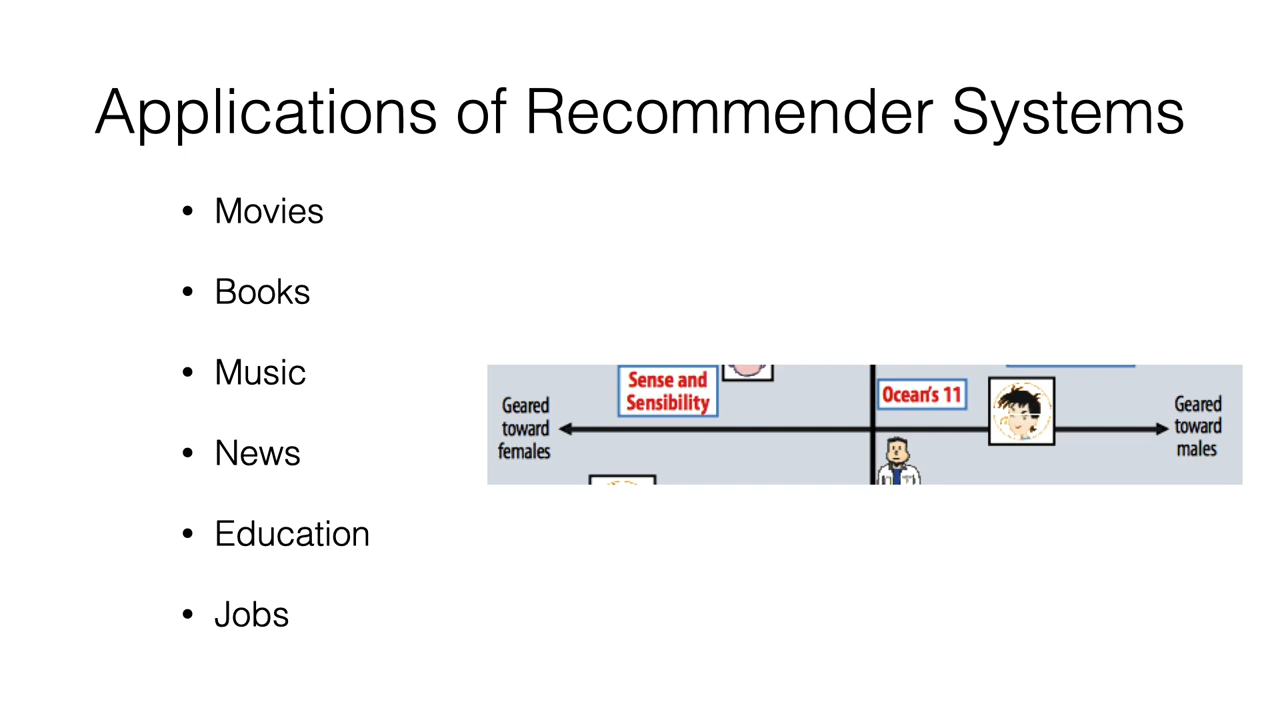 Applications of Recommender Systems
• Movies
• Books
• Music
• News
• Education
• Jobs
Sense and
Sensibility
Ocean's 11
Geared
toward
females
Geared
toward
males